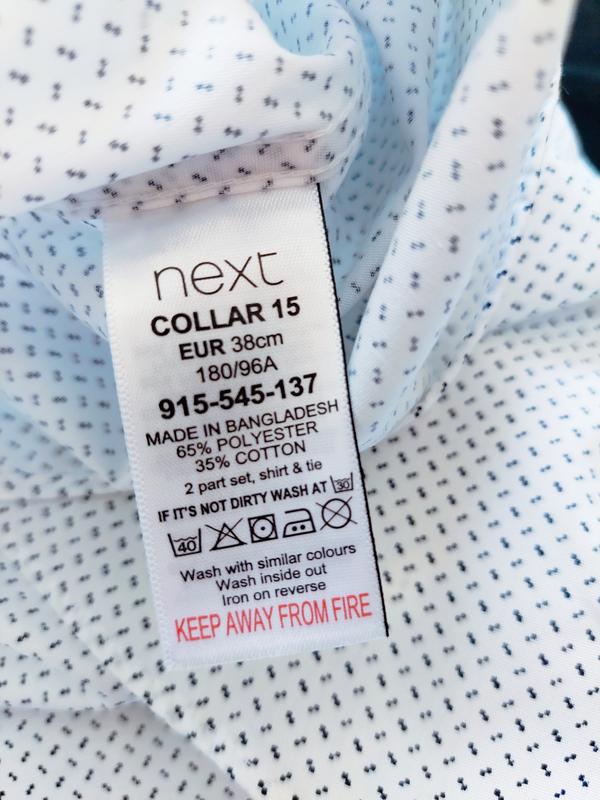 next
COLLAR 15
EUR 38cm
180/96A
915-545-137
MADE IN BANGLADESH
65% POLYESTER
35% COTTON
2 part set, shirt & tie
IF IT'S NOT DIRTY WASH AT 30
40
Wash with similar colours
Wash inside out
Iron on reverse
KEEP AWAY FROM FIRE